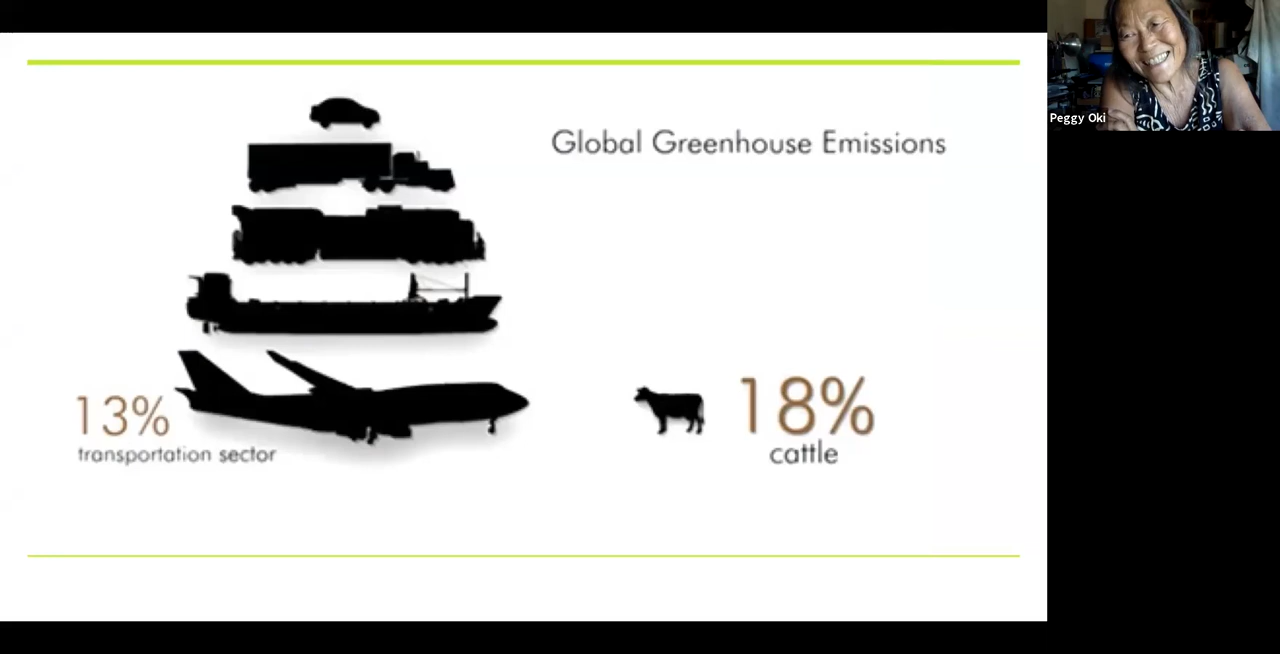 Peggy Oki
Global Greenhouse Emissions
13%
transportation sector
18%
cattle